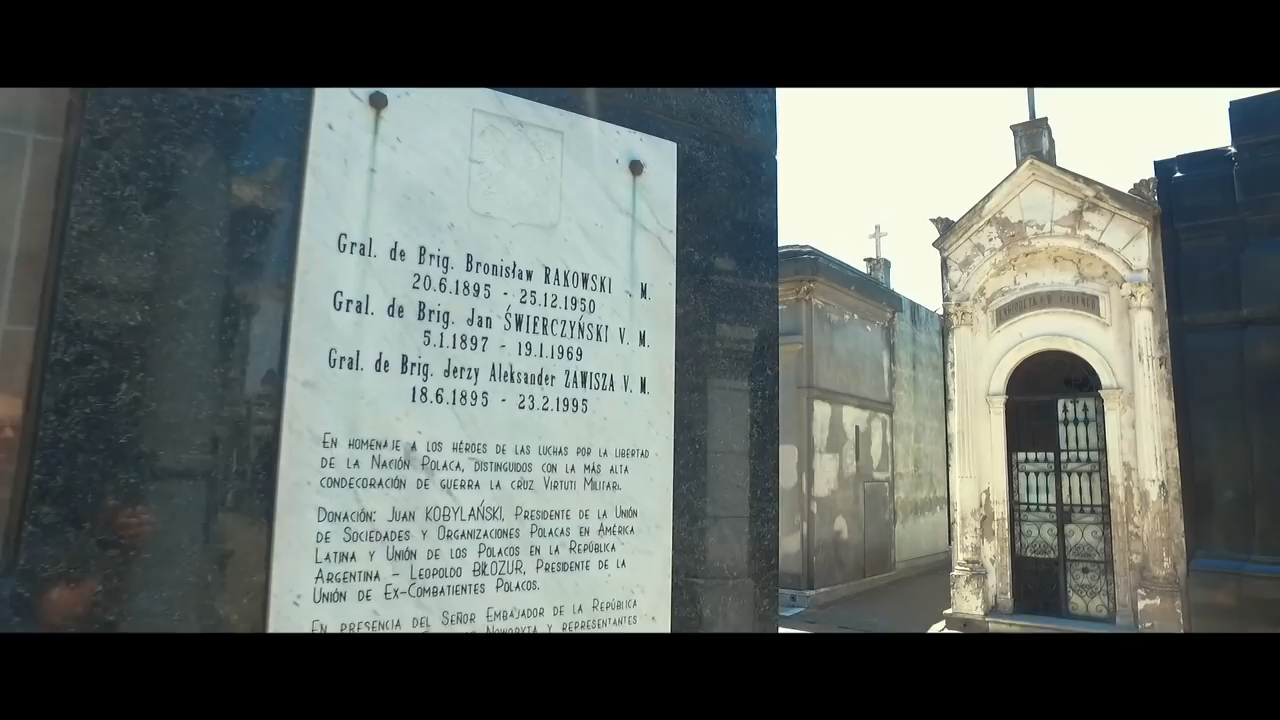 Gral. de Brig. Bronisław RAKOWSKI M.
20.6.1895 - 25.12.1950
Gral. de Brig. Jan ŚWIERCZYŃSKI V. M.
5.1.1897 - 19.1.1969
Gral. de Brig. Jerzy Aleksander ZAWISZA V. M.
18.6.1895 - 23.2.1995
EN HOMENAJE A LOS HÉROES DE LAS LUCHAS POR LA LIBERTAD
DE LA NACIÓN POLACA, DISTINGUIDOS CON LA MÁS ALTA
CONDECORACIÓN DE GUERRA LA CRUZ VIRTUTI MILITARI.
DONACIÓN: JUAN KOBYLAŃSKI, PRESIDENTE DE LA UNIÓN
DE SOCIEDADES Y ORGANIZACIONES POLACAS EN AMÉRICA
LATINA Y UNIÓN DE LOS POLACOS EN LA REPÚBLICA
ARGENTINA – LEOPOLDO BIŁOZUR, PRESIDENTE DE LA
UNIÓN DE EX-COMBATIENTES POLACOS.
EN PRESENCIA DEL SEÑOR EMBAJADOR DE LA REPÚBLICA
Y REPRESENTANTES